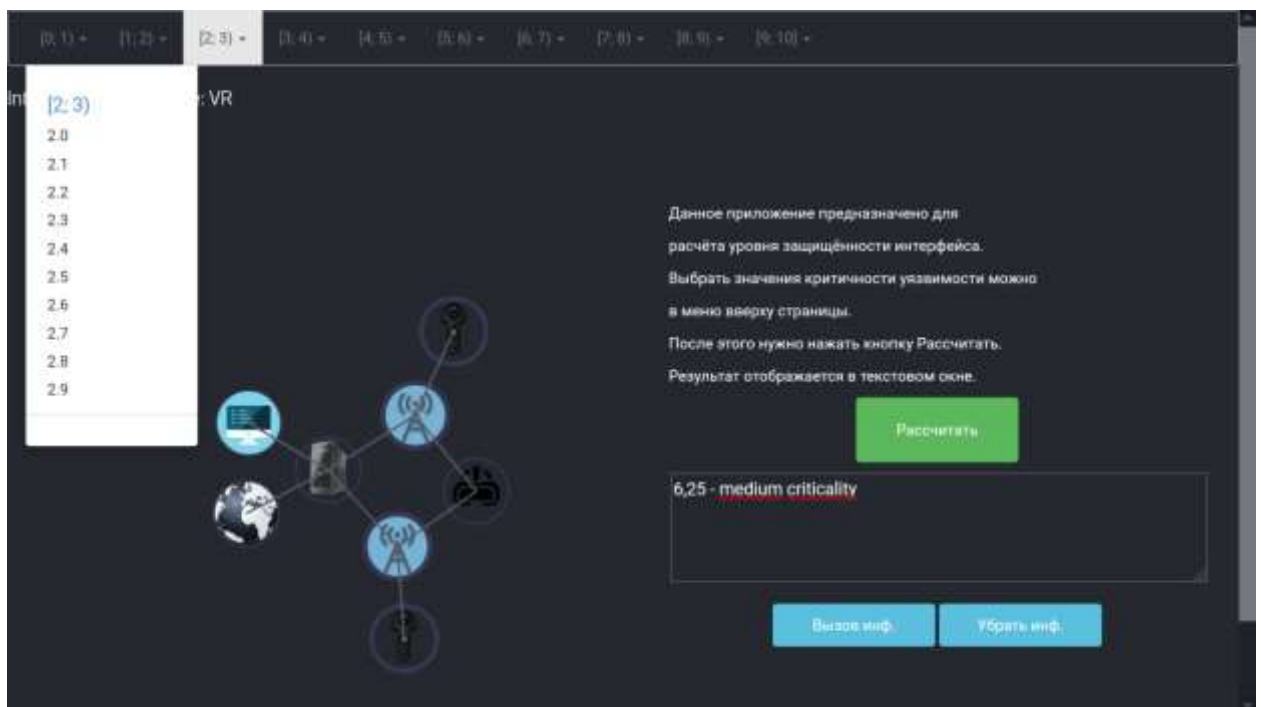 [0; 1) [1; 2) [2; 3) [3; 4) [4; 5) [5; 6) [6; 7) [7; 8) [8; 9) [9; 10]
Int : VR
[2; 3)
2.0
2.1
2.2
2.3
2.4
2.5
2.6
2.7
2.8
2.9
Данное приложение предназначено для
расчёта уровня защищённости интерфейса.
Выбрать значения критичности уязвимости можно
в меню вверху страницы.
После этого нужно нажать кнопку Рассчитать.
Результат отображается в текстовом окне.
Рассчитать
6,25 - medium criticality
Вызов инф. Убрать инф.